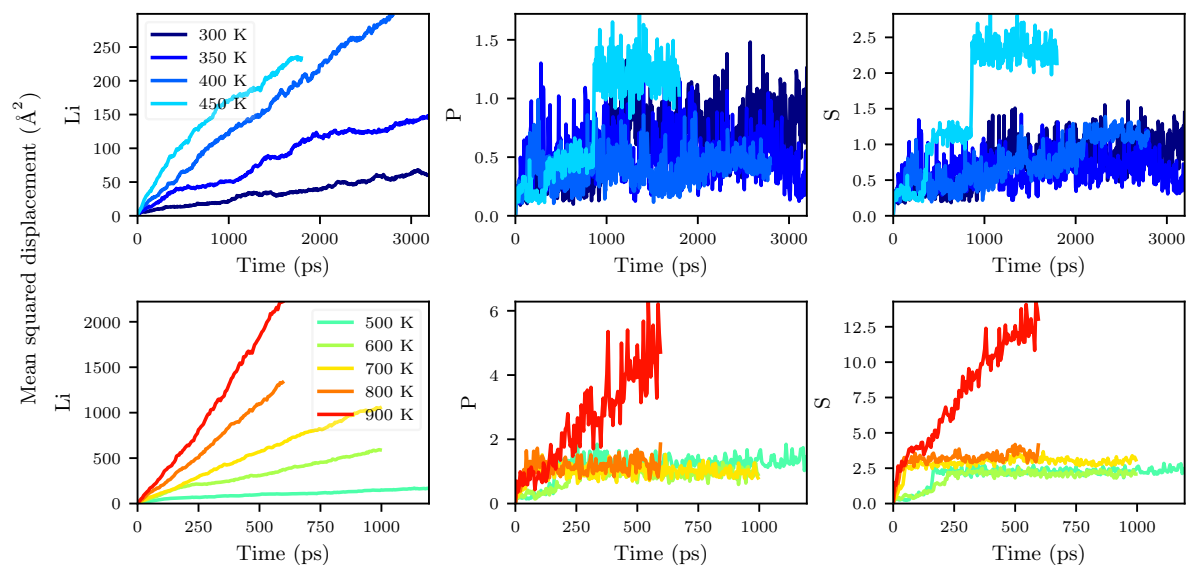 Mean squared displacement (Å²)
Li
250
200
150
100
50
0
300 K
350 K
400 K
450 K
0 1000 2000 3000
Time (ps)
P
1.5
1.0
0.5
0.0
0 1000 2000 3000
Time (ps)
S
2.5
2.0
1.5
1.0
0.5
0.0
0 1000 2000 3000
Time (ps)
Li
2000
1500
1000
500
0
500 K
600 K
700 K
800 K
900 K
0 250 500 750 1000
Time (ps)
P
6
4
2
0
0 250 500 750 1000
Time (ps)
S
12.5
10.0
7.5
5.0
2.5
0.0
0 250 500 750 1000
Time (ps)